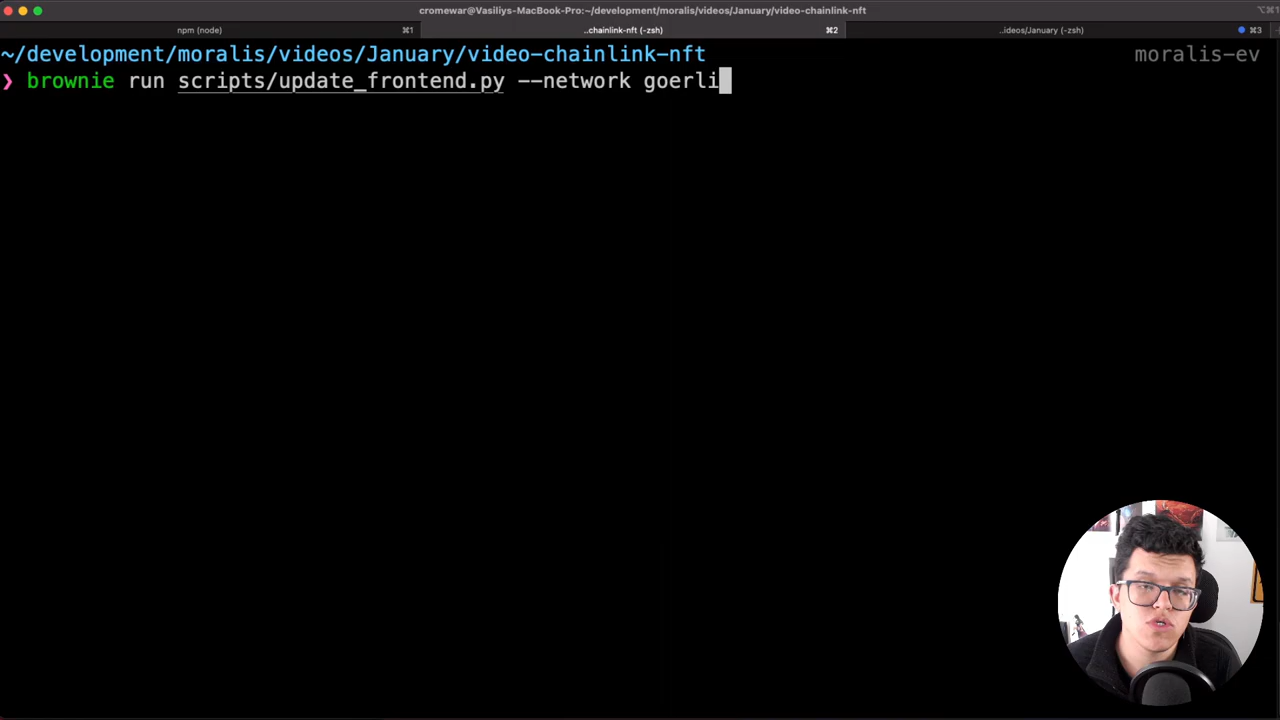 cromewar@Vasiliys-MacBook-Pro:~/development/moralis/videos/January/video-chainlink-nft
npm (node) ⌘1 ..chainlink-nft (-zsh) ⌘2 ..ideos/January (-zsh) ⌘3
~/development/moralis/videos/January/video-chainlink-nft moralis-ev
❯ brownie run scripts/update_frontend.py --network goerli